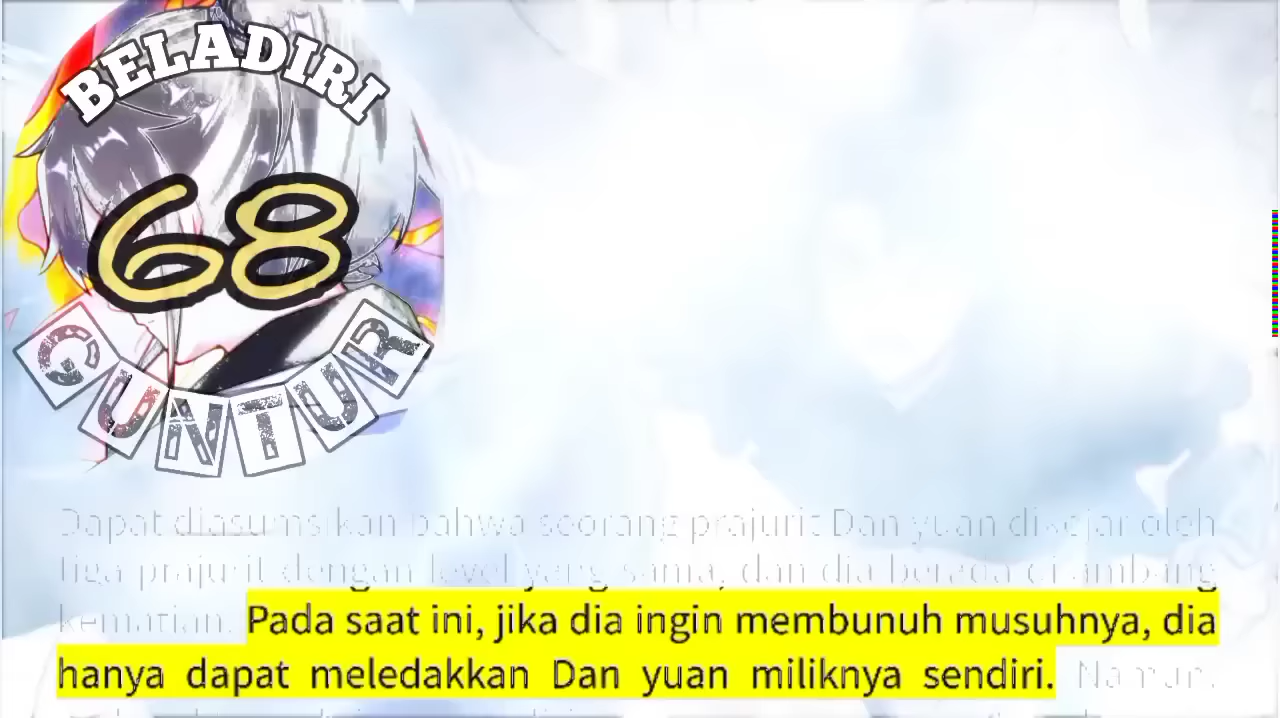 BELADIRI
68
GUNTUR
Dapat diasumsikan bahwa seorang prajurit Dan yuan dikejar oleh
tiga prajurit dengan level yang sama, dan dia berada di ambang
kematian. Pada saat ini, jika dia ingin membunuh musuhnya, dia
hanya dapat meledakkan Dan yuan miliknya sendiri. Namun,